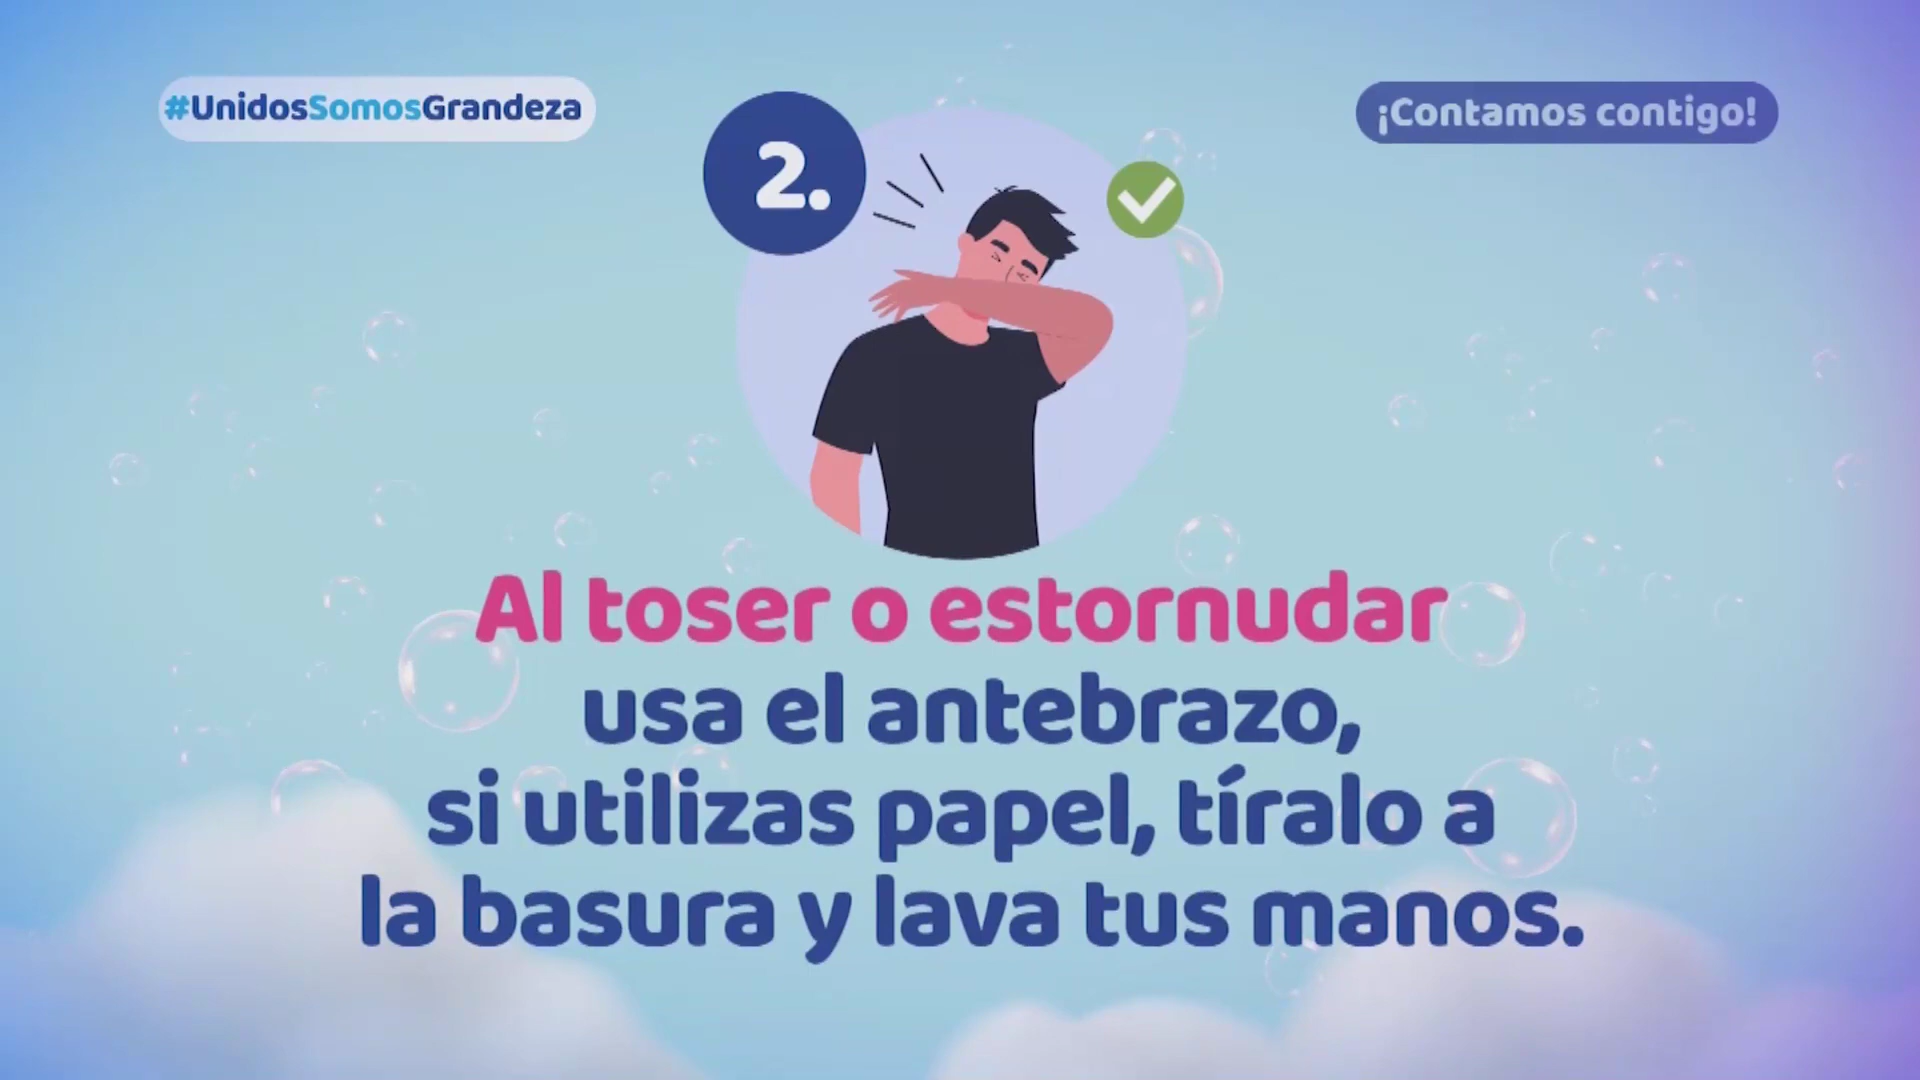 #UnidosSomosGrandeza
¡Contamos contigo!
2.
Al toser o estornudar
usa el antebrazo,
si utilizas papel, tíralo a
la basura y lava tus manos.